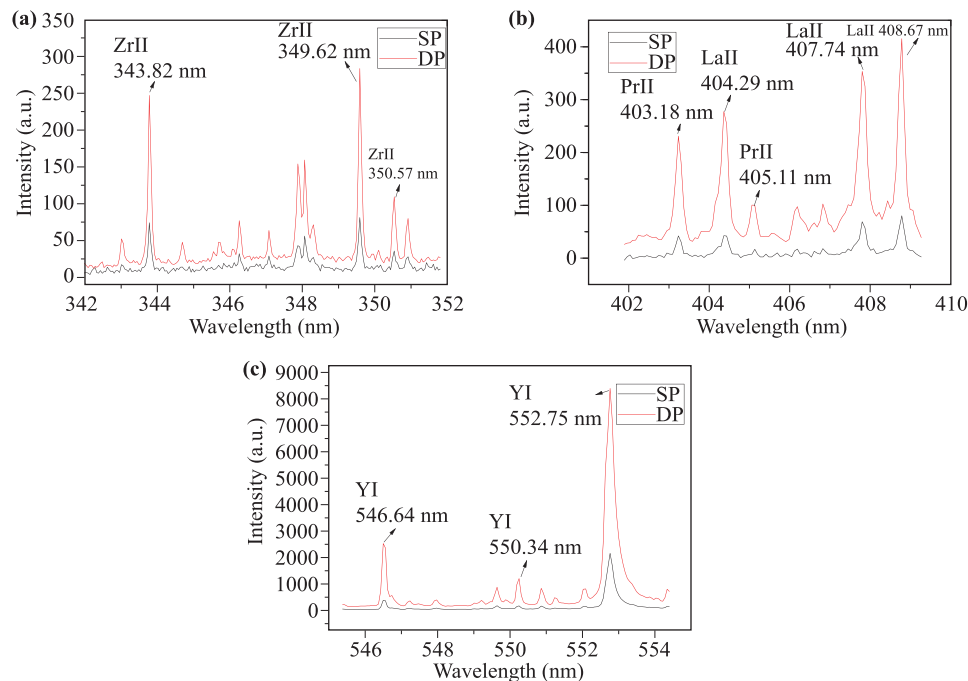 (a)
350
300
250
200
150
100
50
0
Intensity (a.u.)
ZrII
343.82 nm
ZrII
349.62 nm
ZrII
350.57 nm
SP
DP
342
344
346
348
350
352
Wavelength (nm)
(b)
400
300
200
100
0
Intensity (a.u.)
SP
DP
PrII
403.18 nm
LaII
404.29 nm
PrII
405.11 nm
LaII
407.74 nm
LaII 408.67 nm
402
404
406
408
410
Wavelength (nm)
(c)
9000
8000
7000
6000
5000
4000
3000
2000
1000
0
Intensity (a.u.)
YI
546.64 nm
YI
550.34 nm
YI
552.75 nm
SP
DP
546
548
550
552
554
Wavelength (nm)